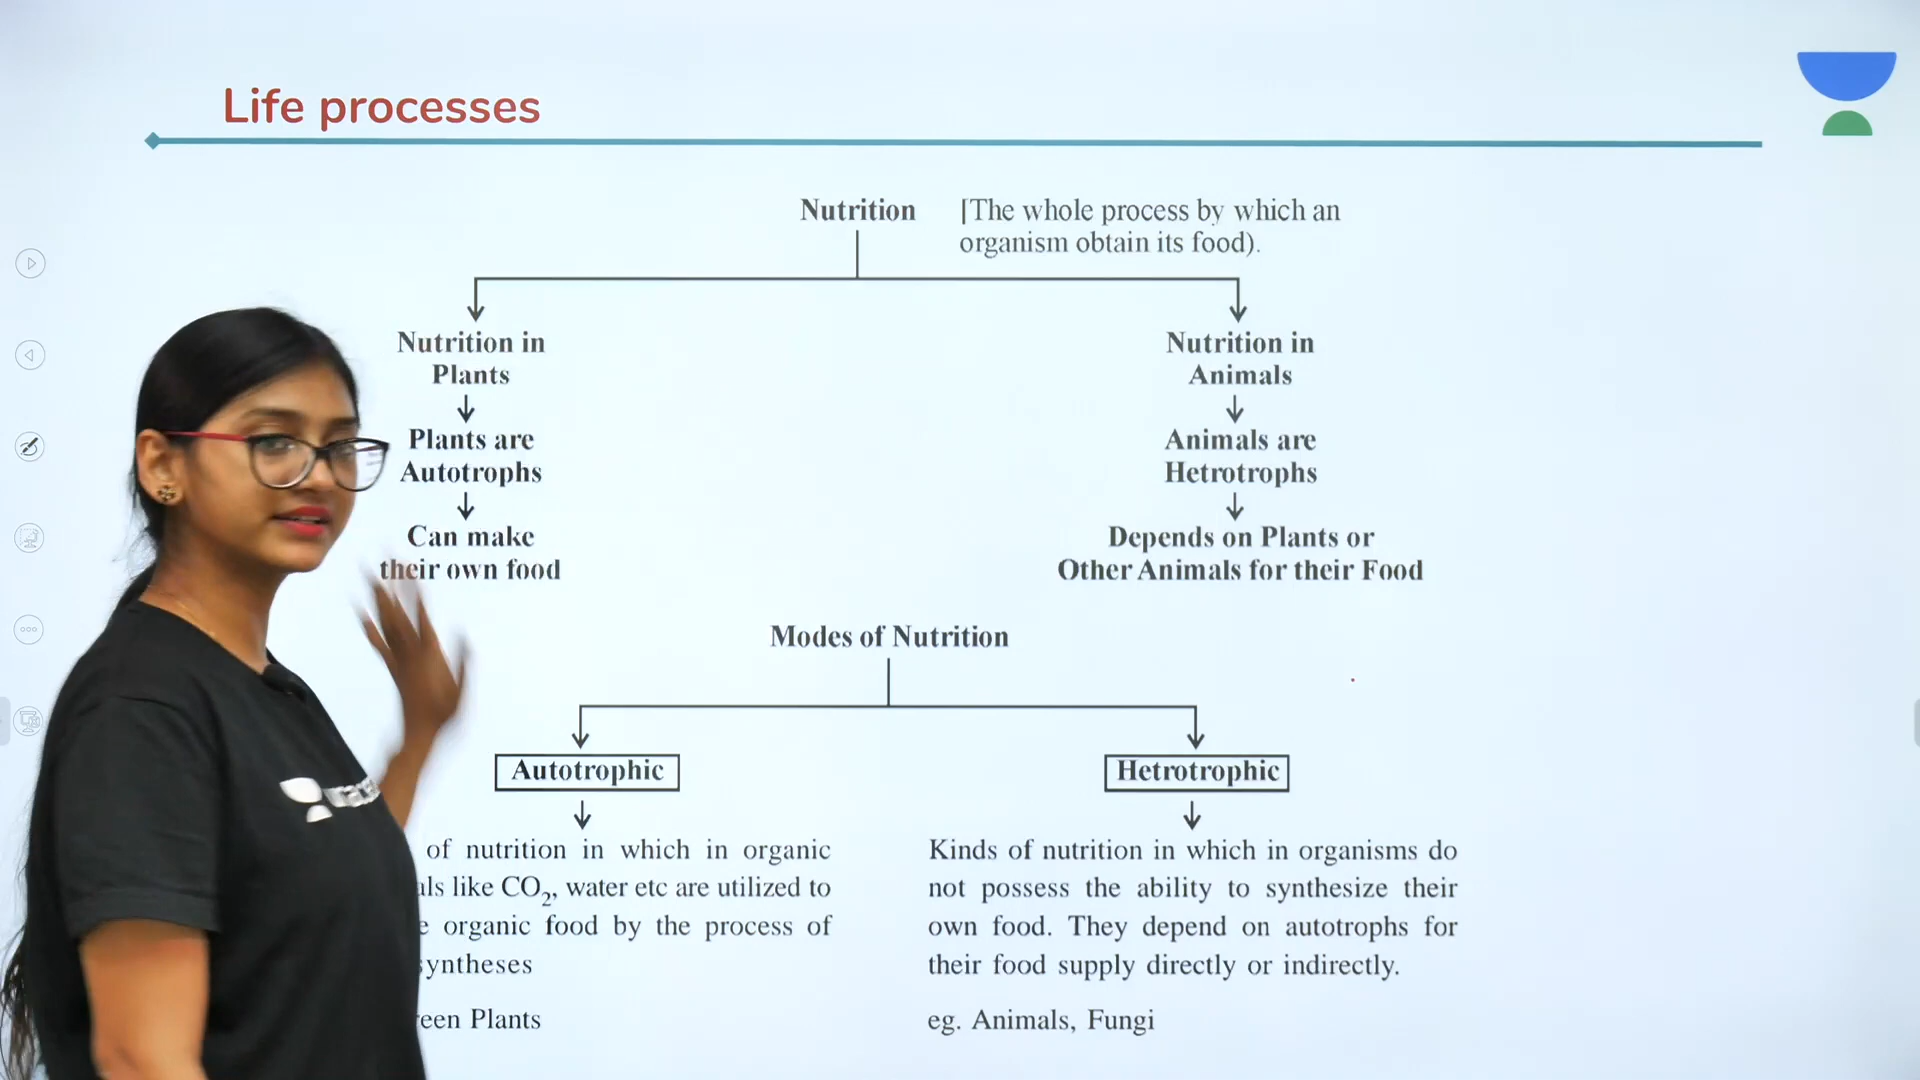 Life processes
Nutrition [The whole process by which an
organism obtain its food).
Nutrition in
Plants
Plants are
Autotrophs
Can make
their own food
Nutrition in
Animals
Animals are
Hetrotrophs
Depends on Plants or
Other Animals for their Food
Modes of Nutrition
Autotrophic
of nutrition in which in organic
like CO₂, water etc are utilized to
organic food by the process of
yntheses
een Plants
Hetrotrophic
Kinds of nutrition in which in organisms do
not possess the ability to synthesize their
own food. They depend on autotrophs for
their food supply directly or indirectly.
eg. Animals, Fungi